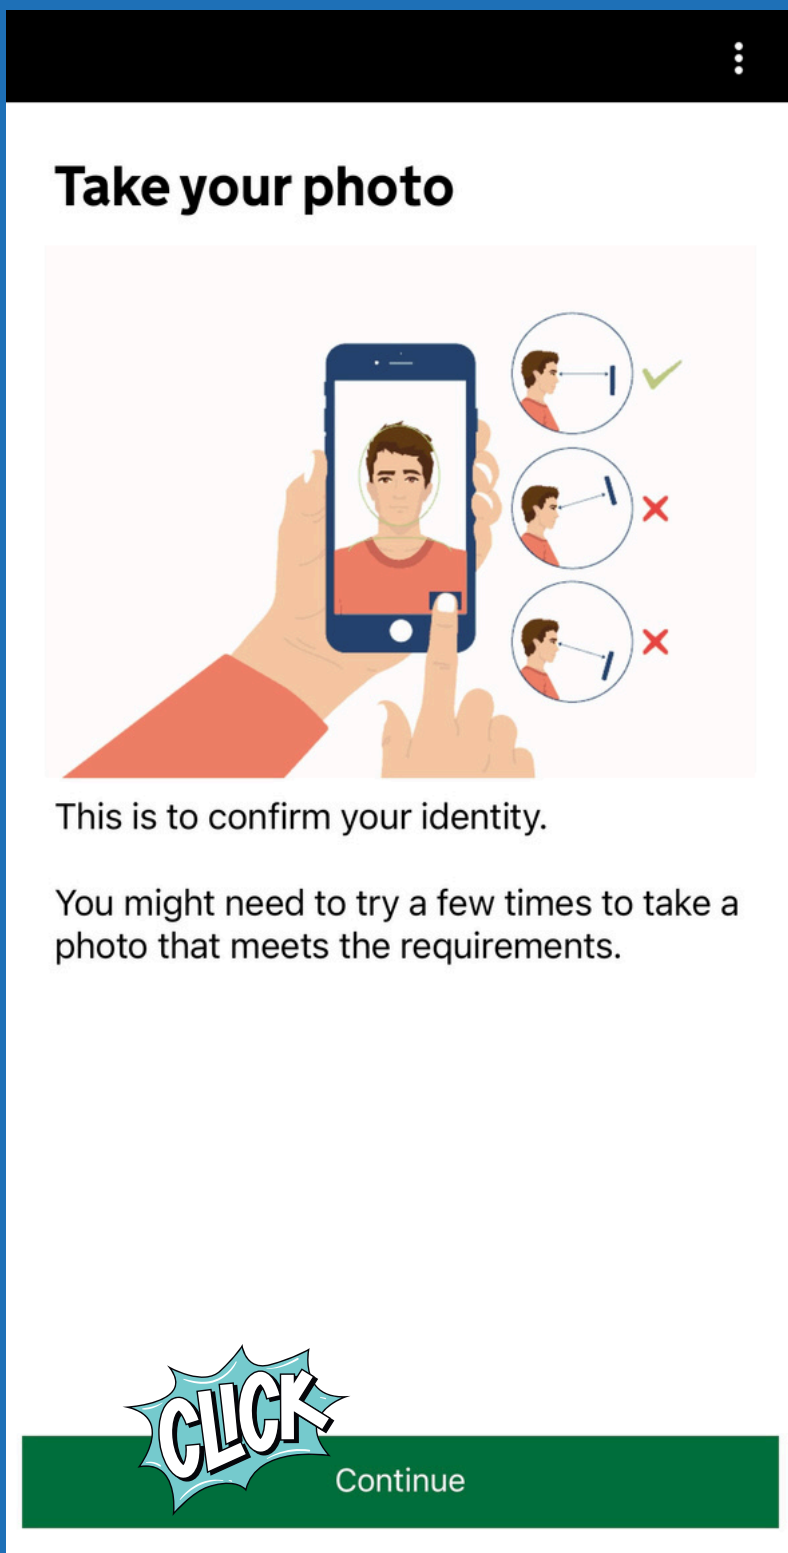 Take your photo
This is to confirm your identity.
You might need to try a few times to take a
photo that meets the requirements.
CLICK
Continue